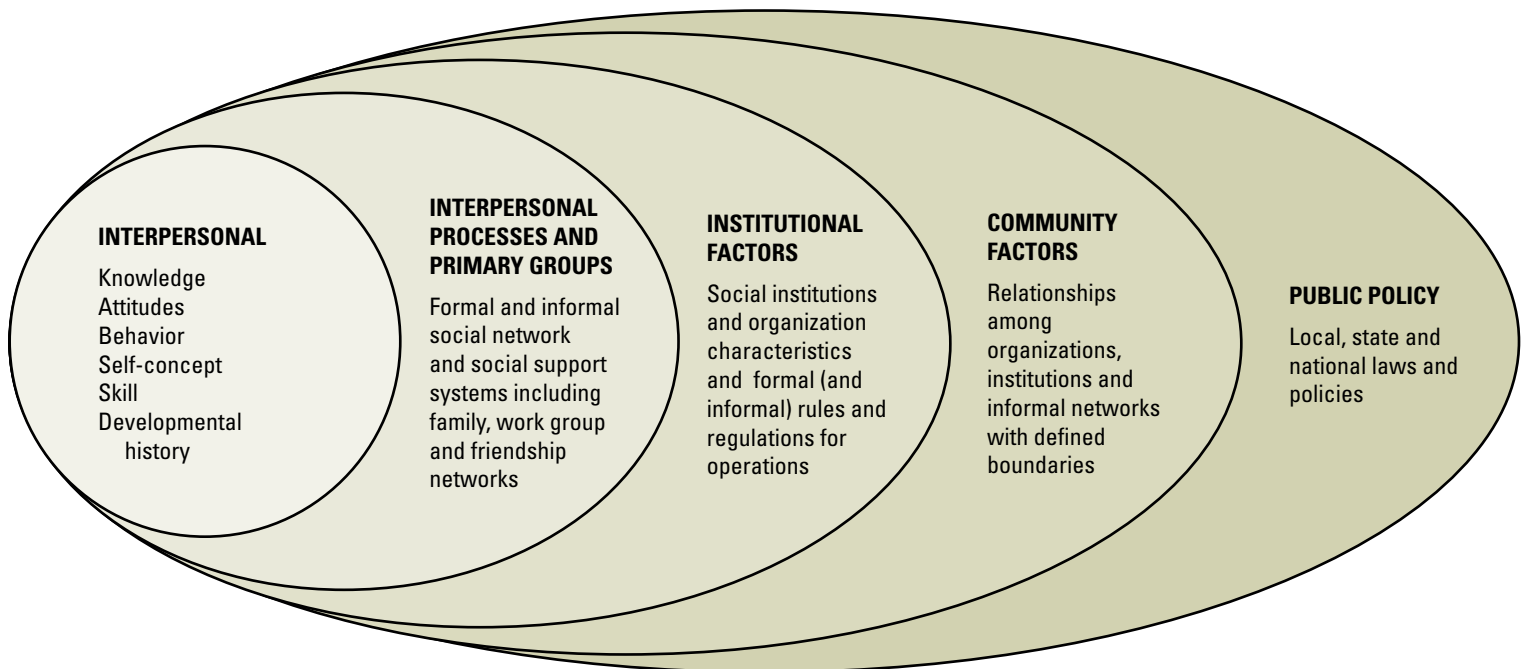 INTERPERSONAL
Knowledge
Attitudes
Behavior
Self-concept
Skill
Developmental
history
INTERPERSONAL
PROCESSES AND
PRIMARY GROUPS
Formal and informal
social network
and social support
systems including
family, work group
and friendship
networks
INSTITUTIONAL
FACTORS
Social institutions
and organization
characteristics
and formal (and
informal) rules and
regulations for
operations
COMMUNITY
FACTORS
Relationships
among
organizations,
institutions and
informal networks
with defined
boundaries
PUBLIC POLICY
Local, state and
national laws and
policies